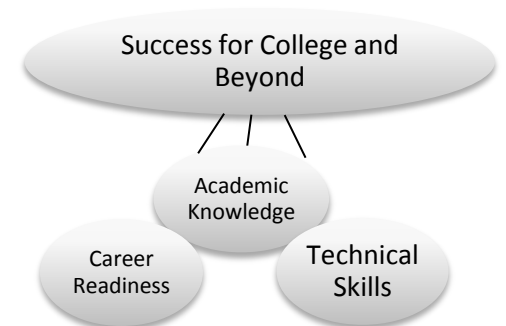 Success for College and
Beyond
Academic
Knowledge
Career
Readiness
Technical
Skills